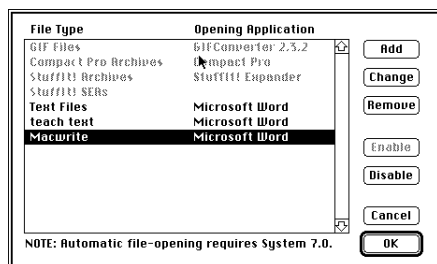 File Type Opening Application
GIF Files GIFConverter 2.3.2
Compact Pro Archives Compact Pro
StuffIt! Archives StuffIt! Expander
StuffIt! SEAs
Text Files Microsoft Word
teach text Microsoft Word
Macwrite Microsoft Word
Add
Change
Remove
Enable
Disable
Cancel
NOTE: Automatic file-opening requires System 7.0.
OK